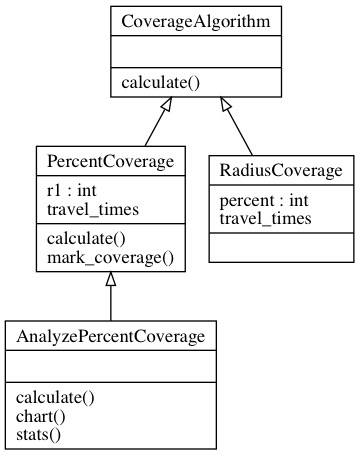 CoverageAlgorithm
calculate()
PercentCoverage
r1 : int
travel_times
calculate()
mark_coverage()
RadiusCoverage
percent : int
travel_times
AnalyzePercentCoverage
calculate()
chart()
stats()